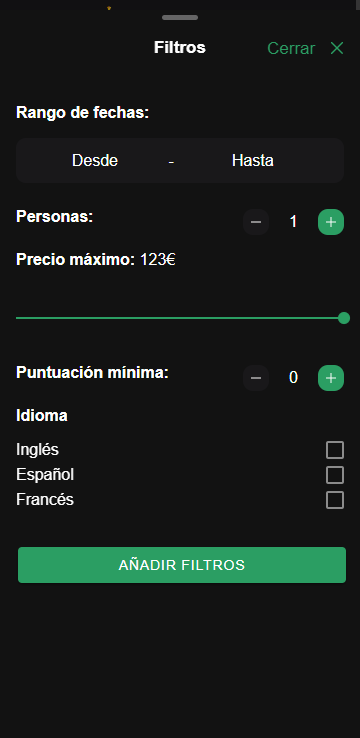 Filtros Cerrar
Rango de fechas:
Desde - Hasta
Personas: 1
Precio máximo: 123€
Puntuación mínima: 0
Idioma
Inglés
Español
Francés
AÑADIR FILTROS